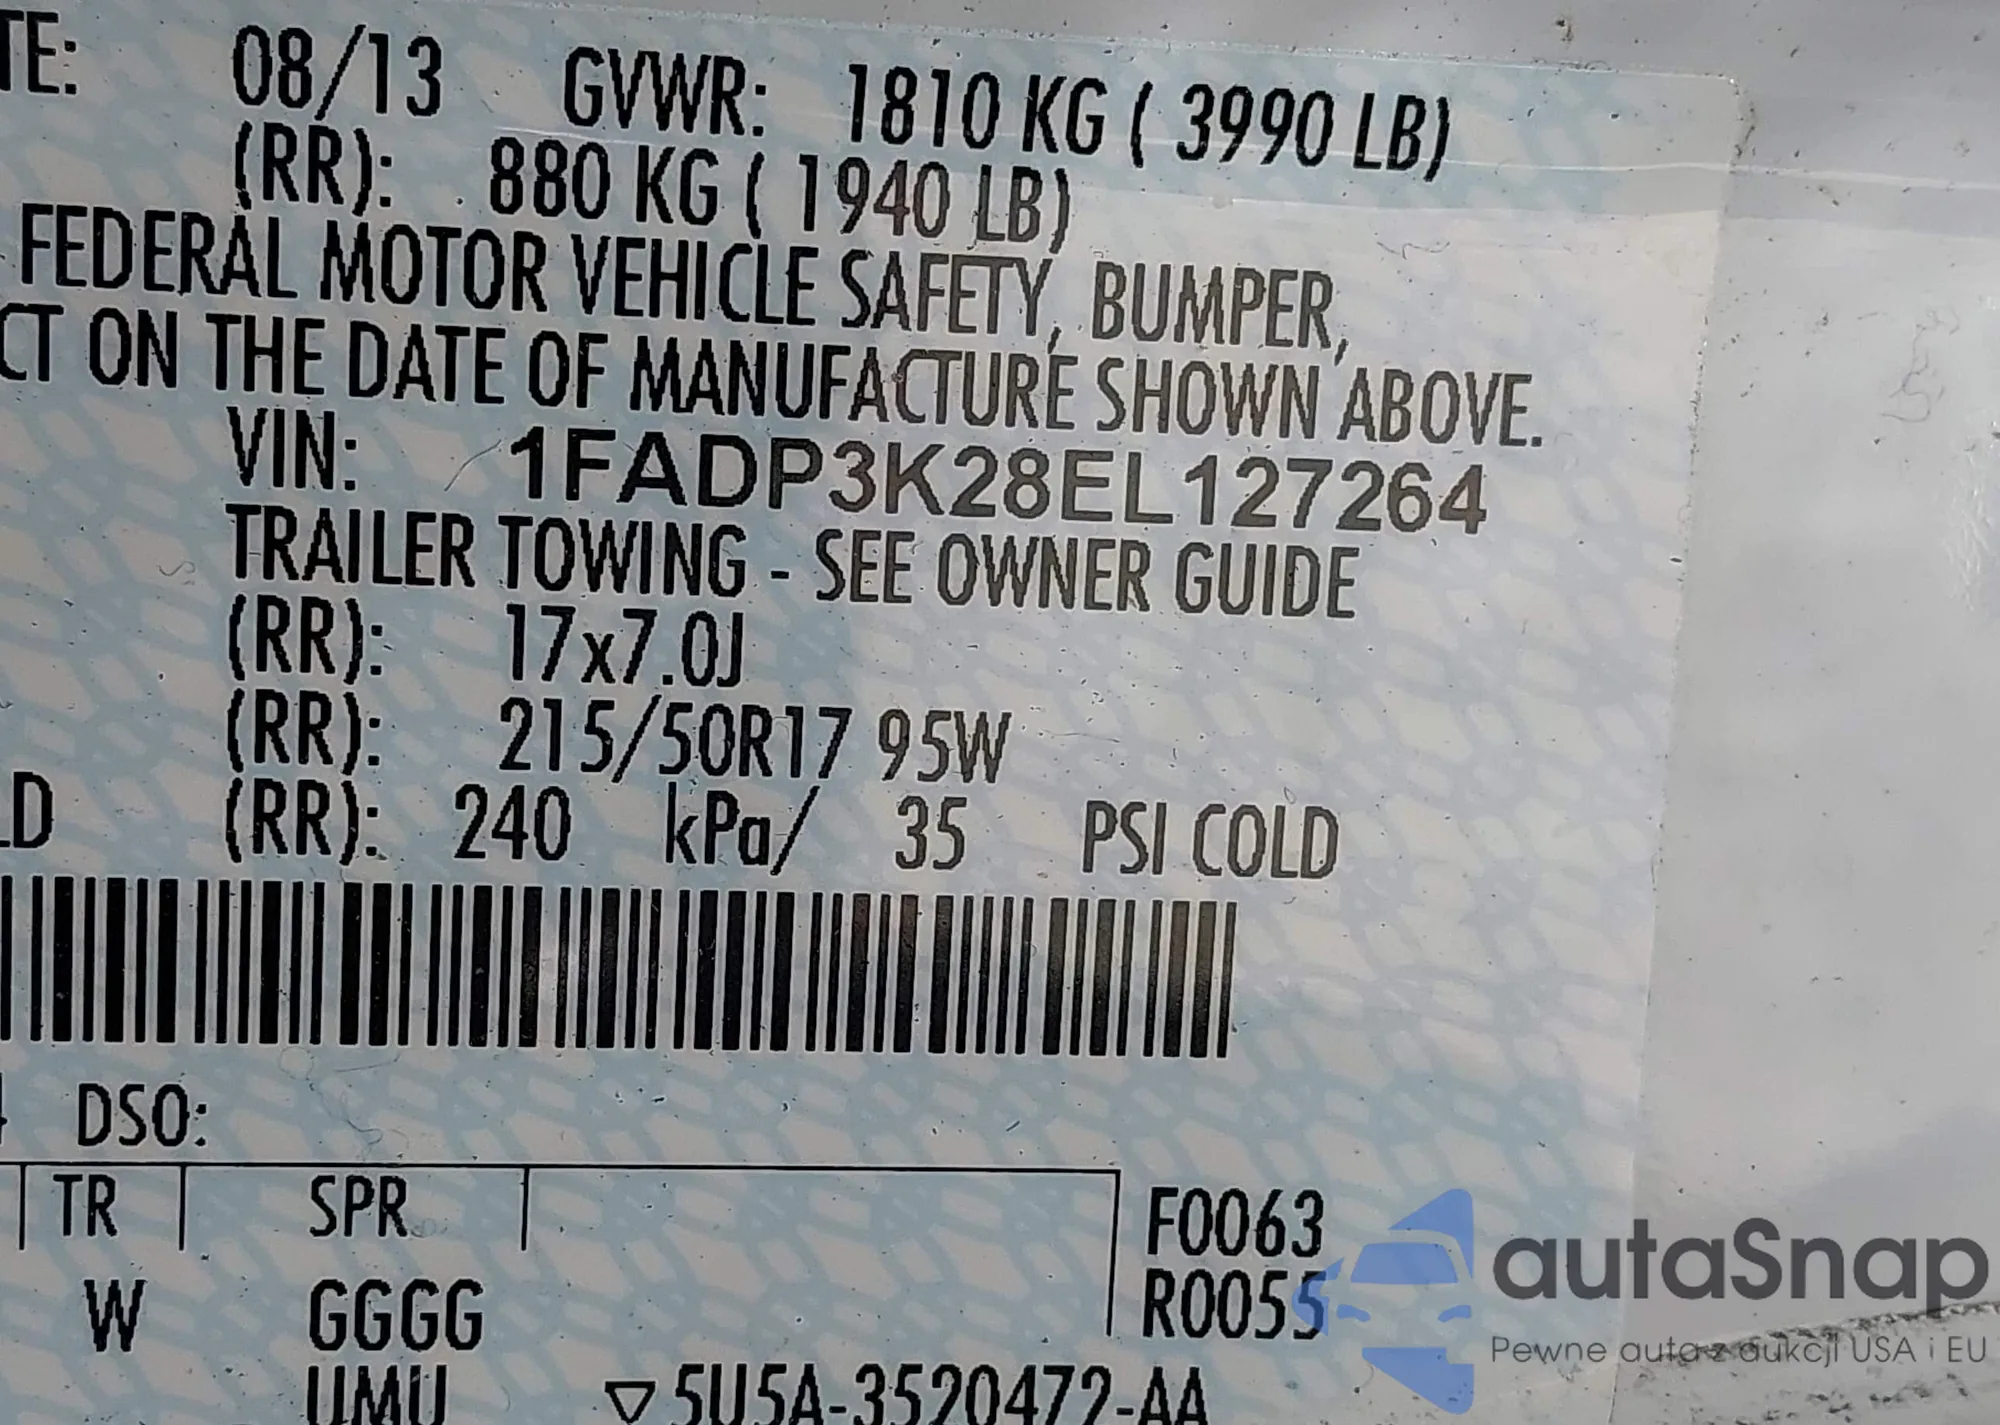 TE: 08/13 GVWR: 1810 KG ( 3990 LB)
(RR): 880 KG ( 1940 LB)
FEDERAL MOTOR VEHICLE SAFETY, BUMPER,
CT ON THE DATE OF MANUFACTURE SHOWN ABOVE.
VIN: 1FADP3K28EL127264
TRAILER TOWING - SEE OWNER GUIDE
(RR): 17x7.0J
(RR): 215/50R17 95W
LD (RR): 240 kPa/ 35 PSI COLD
DSO:
TR SPR F0063
R0055
W GGGG
UMU ▽5U5A-3520472-AA
autaSnap
Pewne auta z aukcji USA i EU